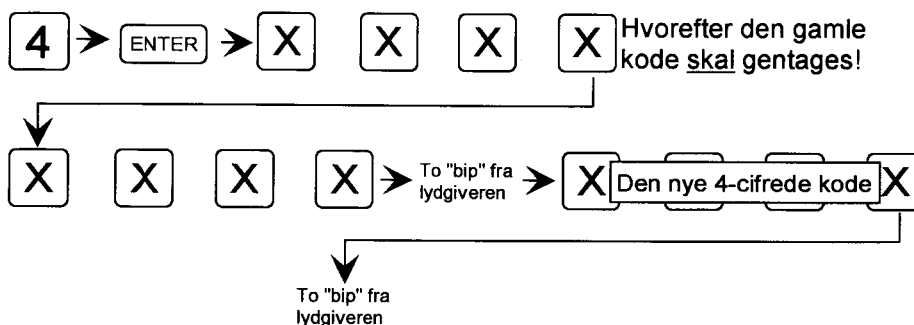 4 ENTER X X X X Hvorefter den gamle
kode skal gentages!
X X X X To "bip" fra
lydgiveren X Den nye 4-cifrede kode X
To "bip" fra
lydgiveren